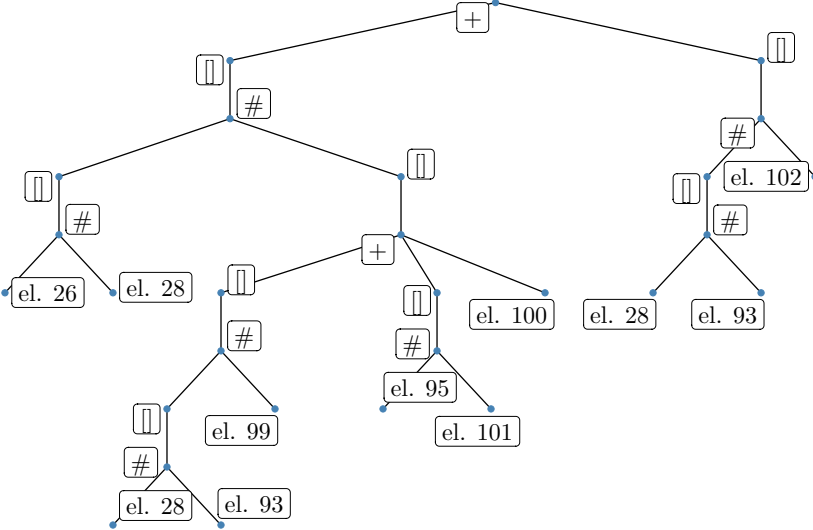 +
[]
[]
#
#
[]
el. 102
[]
[]
#
#
+
[]
el. 26
el. 28
[]
el. 100
el. 28
el. 93
#
#
el. 95
[]
el. 99
el. 101
#
el. 28
el. 93